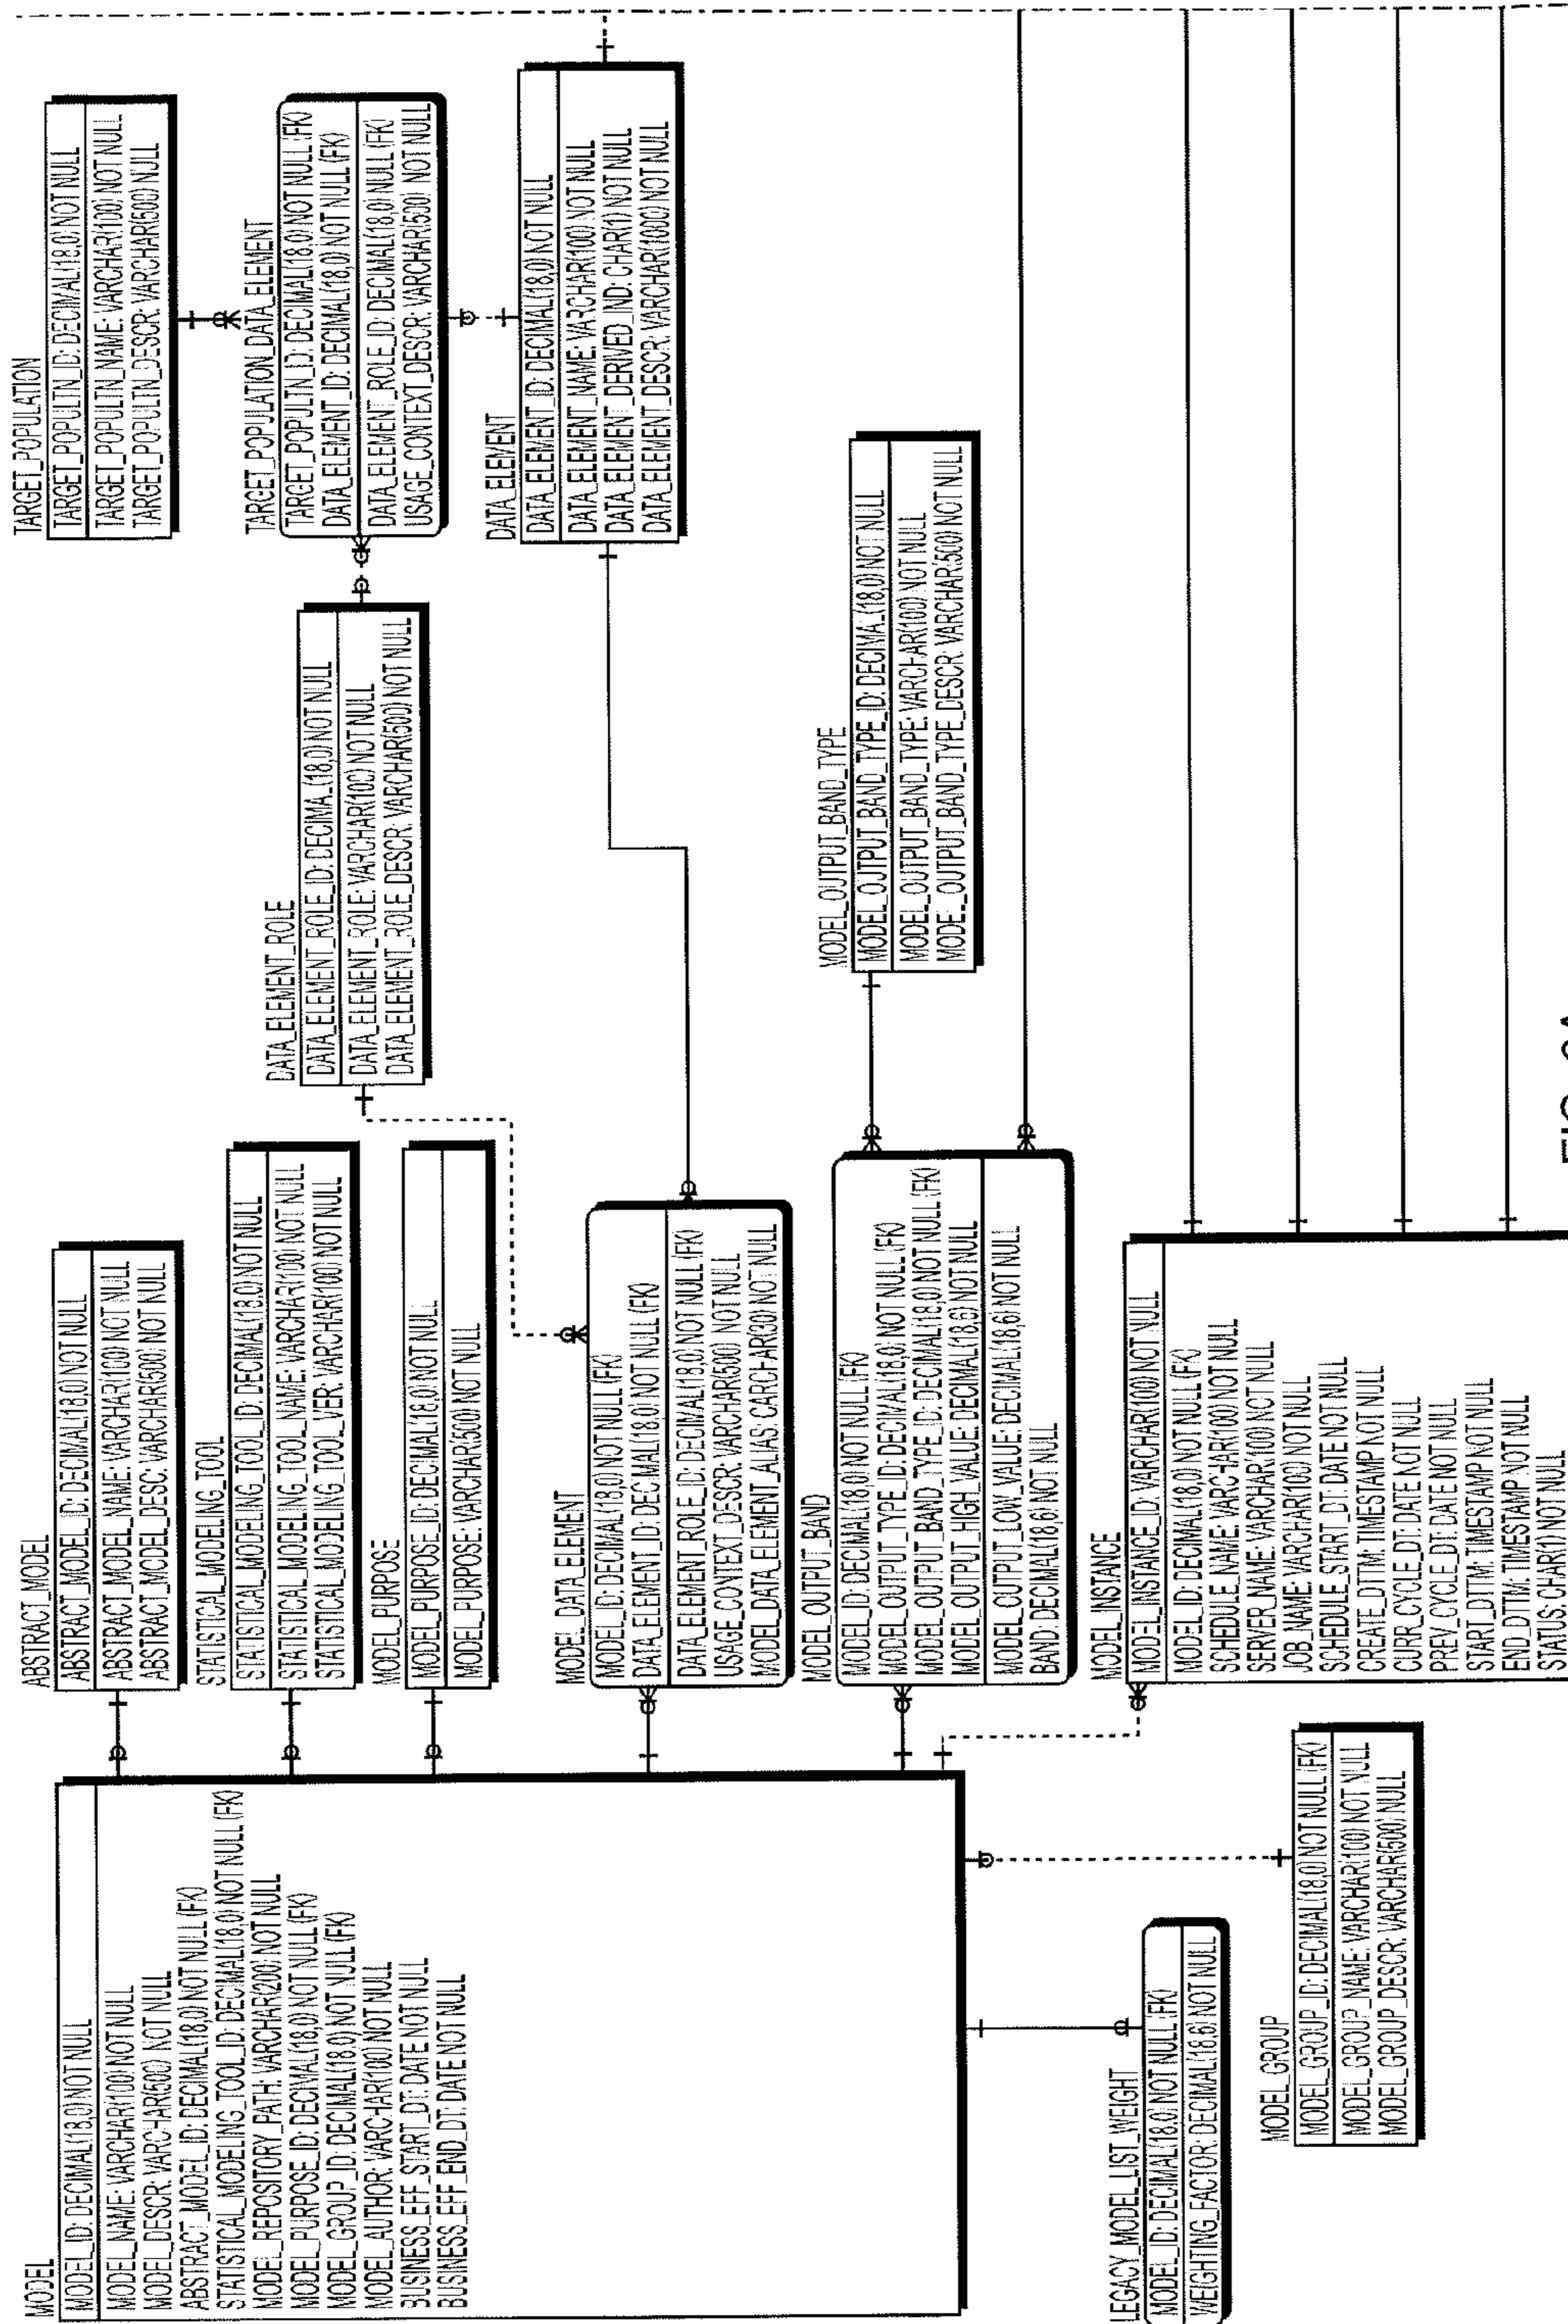 MODEL
MODEL_ID: DECIMAL(18,0) NOT NULL
MODEL_NAME: VARCHAR(100) NOT NULL
MODEL_DESCR: VARCHAR(500) NOT NULL
ABSTRACT_MODEL_ID: DECIMAL(18,0) NOT NULL (FK)
STATISTICAL_MODELING_TOOL_ID: DECIMAL(18,0) NOT NULL (FK)
MODEL_REPOSITORY_PATH: VARCHAR(200) NOT NULL
MODEL_PURPOSE_ID: DECIMAL(18,0) NOT NULL (FK)
MODEL_GROUP_ID: DECIMAL(18,0) NOT NULL (FK)
MODEL_AUTHOR: VARCHAR(100) NOT NULL
BUSINESS_EFF_START_DT: DATE NOT NULL
BUSINESS_EFF_END_DT: DATE NOT NULL
LEGACY_MODEL_LIST_WEIGHT
MODEL_ID: DECIMAL(18,0) NOT NULL (FK)
WEIGHTING_FACTOR: DECIMAL(18,6) NOT NULL
MODEL_GROUP
MODEL_GROUP_ID: DECIMAL(18,0) NOT NULL (FK)
MODEL_GROUP_NAME: VARCHAR(100) NOT NULL
MODEL_GROUP_DESCR: VARCHAR(500) NULL
ABSTRACT_MODEL
ABSTRACT_MODEL_ID: DECIMAL(18,0) NOT NULL
ABSTRACT_MODEL_NAME: VARCHAR(100) NOT NULL
ABSTRACT_MODEL_DESC: VARCHAR(500) NOT NULL
STATISTICAL_MODELING_TOOL
STATISTICAL_MODELING_TOOL_ID: DECIMAL(18,0) NOT NULL
STATISTICAL_MODELING_TOOL_NAME: VARCHAR(100) NOT NULL
STATISTICAL_MODELING_TOOL_VER: VARCHAR(100) NOT NULL
MODEL_PURPOSE
MODEL_PURPOSE_ID: DECIMAL(18,0) NOT NULL
MODEL_PURPOSE: VARCHAR(500) NOT NULL
MODEL_DATA_ELEMENT
MODEL_ID: DECIMAL(18,0) NOT NULL (FK)
DATA_ELEMENT_ID: DECIMAL(18,0) NOT NULL (FK)
DATA_ELEMENT_ROLE_ID: DECIMAL(18,0) NOT NULL (FK)
USAGE_CONTEXT_DESCR: VARCHAR(500) NOT NULL
MODEL_DATA_ELEMENT_ALIAS: CARCHAR(30) NOT NULL
MODEL_OUTPUT_BAND
MODEL_ID: DECIMAL(18,0) NOT NULL (FK)
MODEL_OUTPUT_TYPE_ID: DECIMAL(18,0) NOT NULL (FK)
MODEL_OUTPUT_BAND_TYPE_ID: DECIMAL(18,0) NOT NULL (FK)
MODEL_OUTPUT_HIGH_VALUE: DECIMAL(18,6) NOT NULL
MODEL_OUTPUT_LOW_VALUE: DECIMAL(18,6) NOT NULL
BAND: DECIMAL(18,6) NOT NULL
MODEL_INSTANCE
MODEL_INSTANCE_ID: VARCHAR(100) NOT NULL
MODEL_ID: DECIMAL(18,0) NOT NULL (FK)
SCHEDULE_NAME: VARCHAR(100) NOT NULL
SERVER_NAME: VARCHAR(100) NOT NULL
JOB_NAME: VARCHAR(100) NOT NULL
SCHEDULE_START_DT: DATE NOT NULL
CREATE_DTTM: TIMESTAMP NOT NULL
CURR_CYCLE_DT: DATE NOT NULL
PREV_CYCLE_DT: DATE NOT NULL
START_DTTM: TIMESTAMP NOT NULL
END_DTTM: TIMESTAMP NOT NULL
STATUS: CHAR(1) NOT NULL
DATA_ELEMENT_ROLE
DATA_ELEMENT_ROLE_ID: DECIMAL(18,0) NOT NULL
DATA_ELEMENT_ROLE: VARCHAR(100) NOT NULL
DATA_ELEMENT_ROLE_DESCR: VARCHAR(500) NOT NULL
MODEL_OUTPUT_BAND_TYPE
MODEL_OUTPUT_BAND_TYPE_ID: DECIMAL(18,0) NOT NULL
MODEL_OUTPUT_BAND_TYPE: VARCHAR(100) NOT NULL
MODEL_OUTPUT_BAND_TYPE_DESCR: VARCHAR(500) NOT NULL
TARGET_POPULATION
TARGET_POPULTN_ID: DECIMAL(18,0) NOT NULL
TARGET_POPULTN_NAME: VARCHAR(100) NOT NULL
TARGET_POPULTN_DESCR: VARCHAR(500) NULL
TARGET_POPULATION_DATA_ELEMENT
TARGET_POPULTN_ID: DECIMAL(18,0) NOT NULL (FK)
DATA_ELEMENT_ID: DECIMAL(18,0) NOT NULL (FK)
DATA_ELEMENT_ROLE_ID: DECIMAL(18,0) NULL (FK)
USAGE_CONTEXT_DESCR: VARCHAR(500) NOT NULL
DATA_ELEMENT
DATA_ELEMENT_ID: DECIMAL(18,0) NOT NULL
DATA_ELEMENT_NAME: VARCHAR(100) NOT NULL
DATA_ELEMENT_DERIVED_IND: CHAR(1) NOT NULL
DATA_ELEMENT_DESCR: VARCHAR(1000) NOT NULL